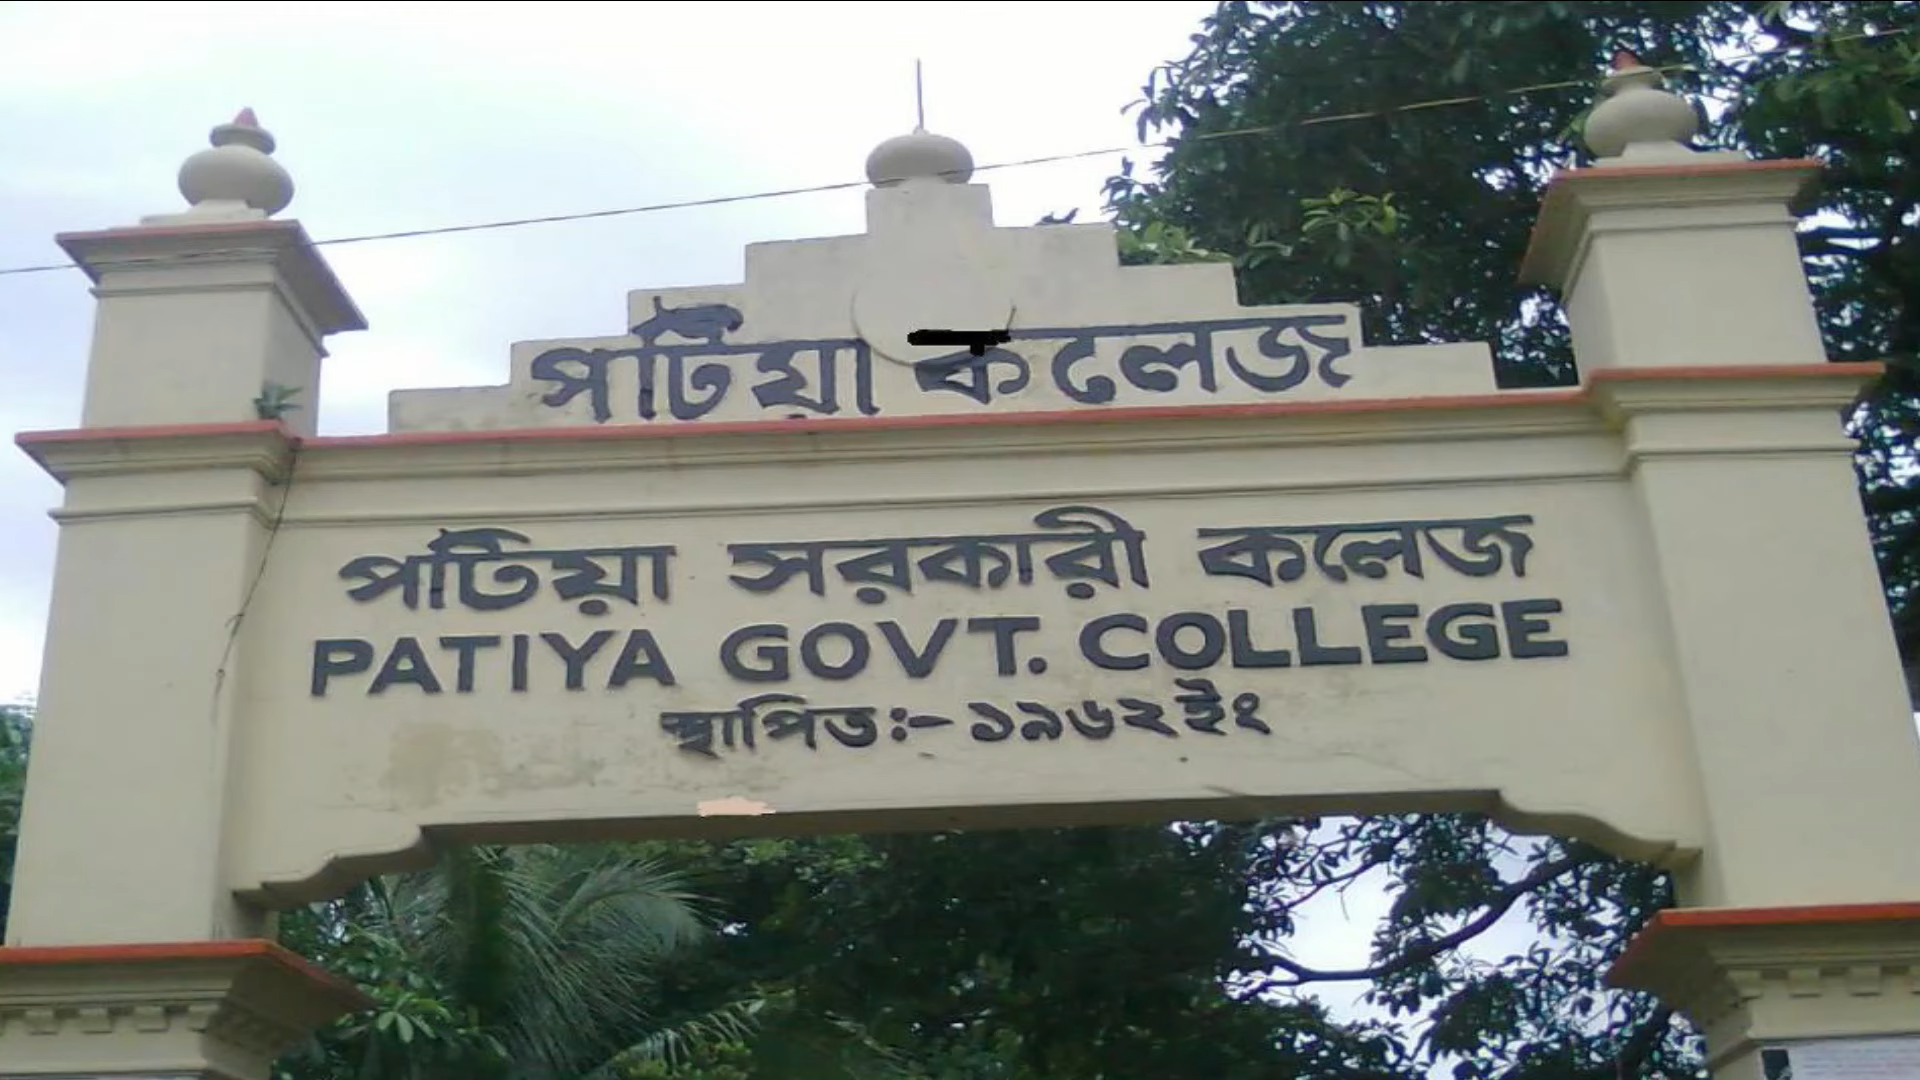 পটিয়া কলেজ
পটিয়া সরকারী কলেজ
PATIYA GOVT. COLLEGE
স্থাপিত:- ১৯৬২ইং